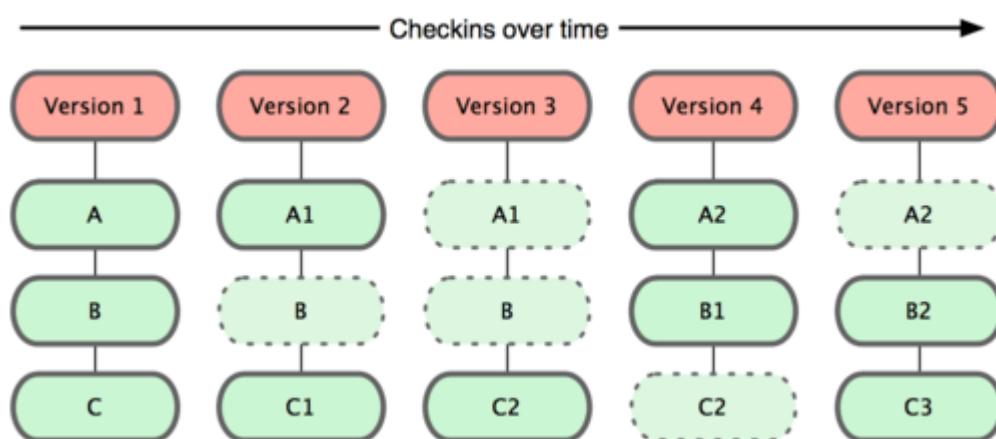 Checkins over time
Version 1 Version 2 Version 3 Version 4 Version 5
A A1 A1 A2 A2
B B B B1 B2
C C1 C2 C2 C3